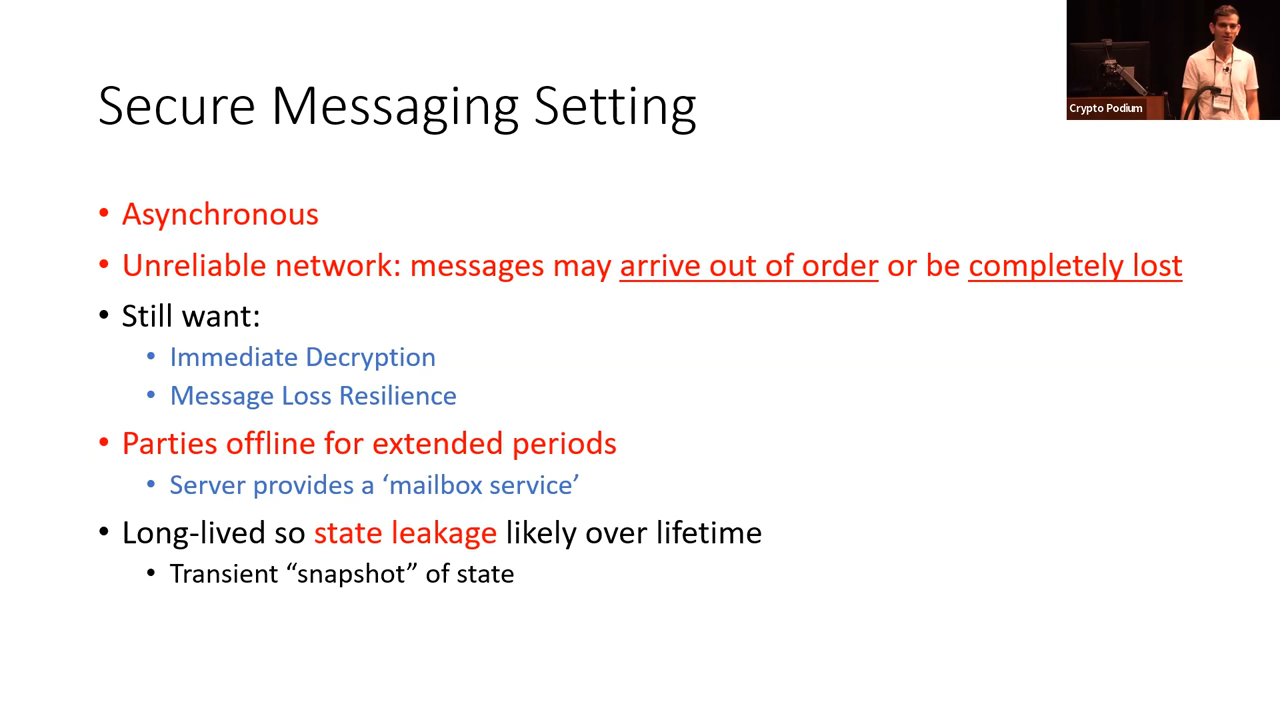 Crypto Podium
Secure Messaging Setting
• Asynchronous
• Unreliable network: messages may arrive out of order or be completely lost
• Still want:
• Immediate Decryption
• Message Loss Resilience
• Parties offline for extended periods
• Server provides a ‘mailbox service’
• Long-lived so state leakage likely over lifetime
• Transient “snapshot” of state